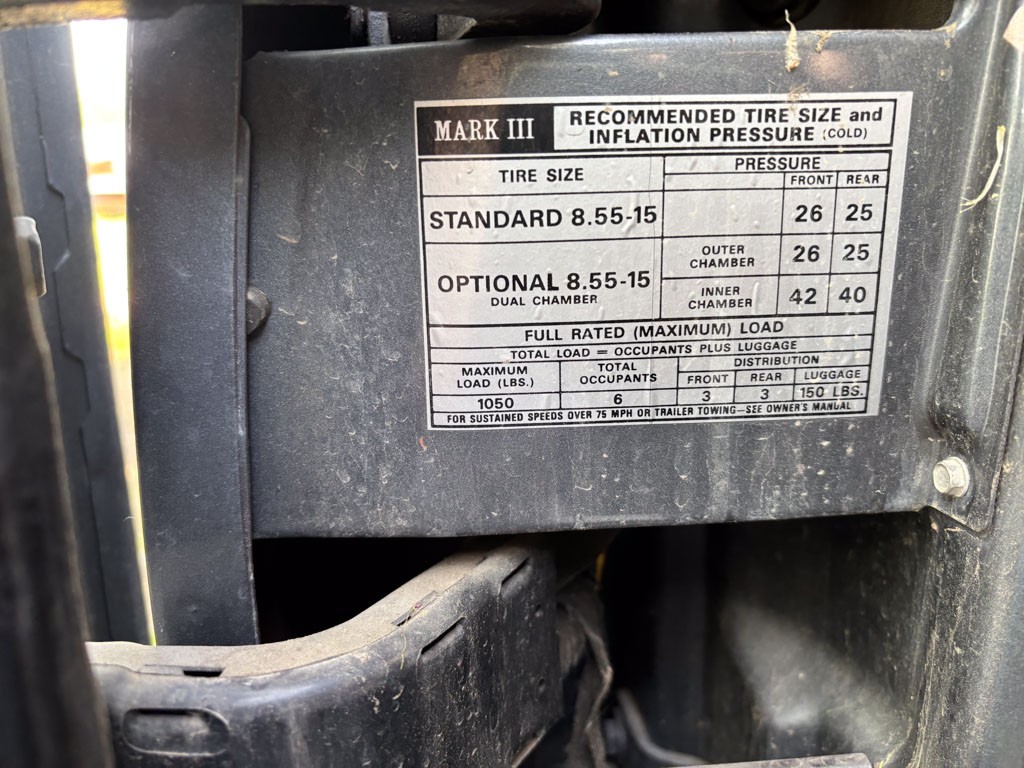 MARK III
RECOMMENDED TIRE SIZE and
INFLATION PRESSURE (COLD)
TIRE SIZE
PRESSURE
FRONT REAR
STANDARD 8.55-15 26 25
OPTIONAL 8.55-15
DUAL CHAMBER
OUTER
CHAMBER
26 25
INNER
CHAMBER
42 40
FULL RATED (MAXIMUM) LOAD
TOTAL LOAD = OCCUPANTS PLUS LUGGAGE
MAXIMUM
LOAD (LBS.)
TOTAL
OCCUPANTS
DISTRIBUTION
FRONT REAR LUGGAGE
1050 6 3 3 150 LBS.
FOR SUSTAINED SPEEDS OVER 75 MPH OR TRAILER TOWING—SEE OWNER'S MANUAL